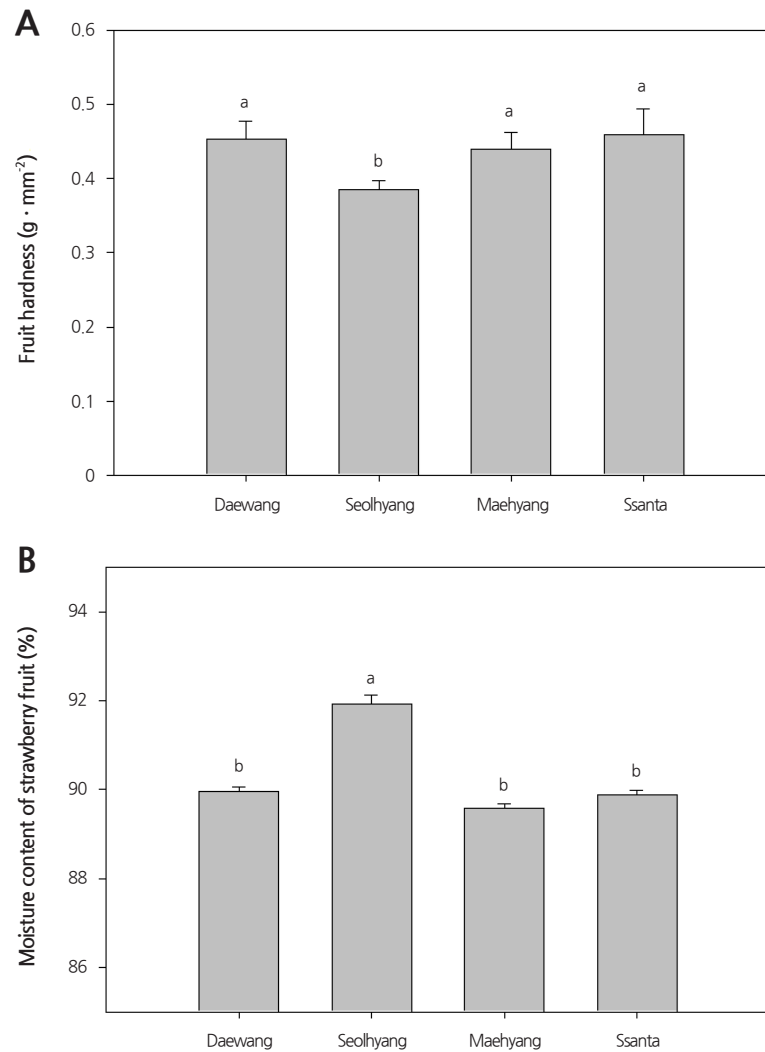 A
Fruit hardness (g · mm⁻²)
0.6
0.5
0.4
0.3
0.2
0.1
0
a
b
a
a
Daewang Seolhyang Maehyang Ssanta
B
Moisture content of strawberry fruit (%)
94
92
90
88
86
b
a
b
b
Daewang Seolhyang Maehyang Ssanta